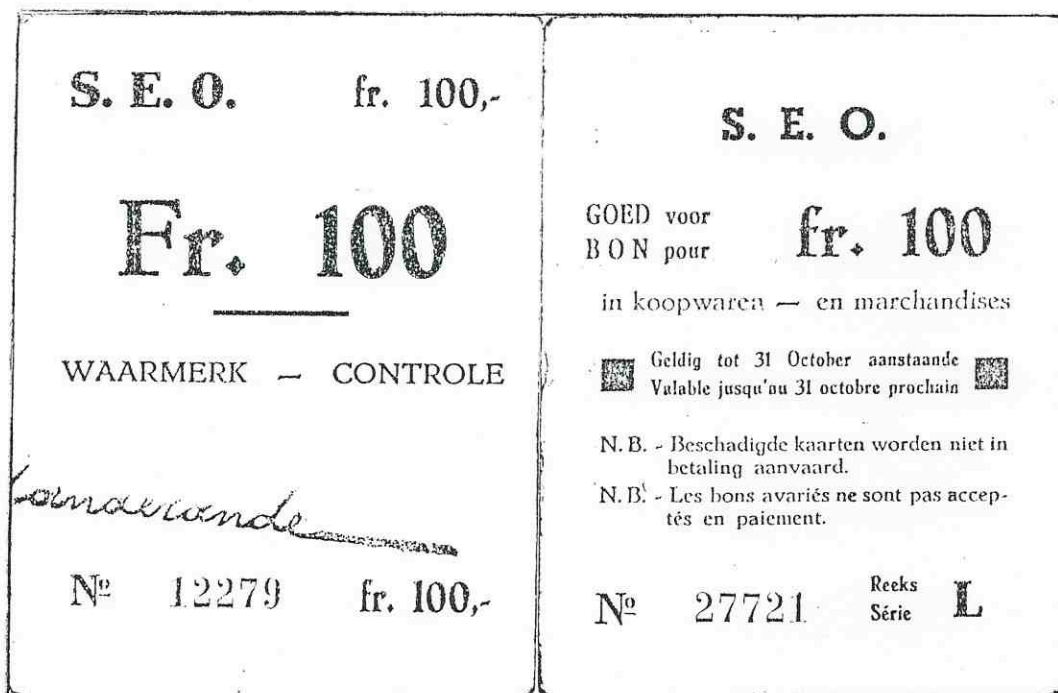 S. E. O. fr. 100,-
Fr. 100
WAARMERK — CONTROLE
Nº 12279 fr. 100,-
S. E. O.
GOED voor
BON pour
fr. 100
in koopwaren — en marchandises
Geldig tot 31 October aanstaande
Valable jusqu'au 31 octobre prochain
N. B. - Beschadigde kaarten worden niet in
betaling aanvaard.
N. B. - Les bons avariés ne sont pas accep-
tés en paiement.
Nº 27721 Reeks
Série L